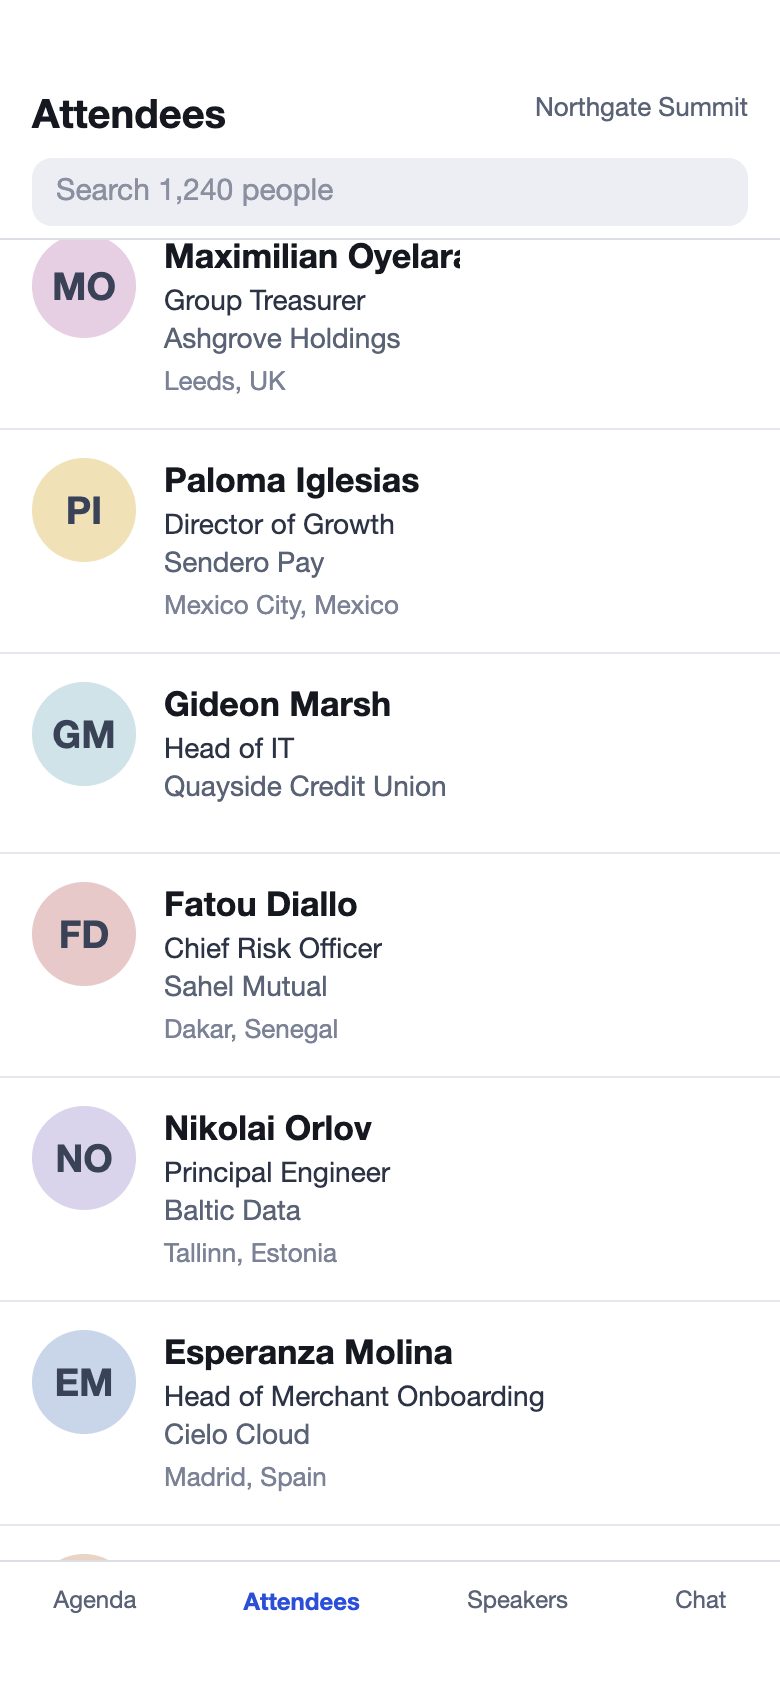 Attendees
Northgate Summit
Search 1,240 people
MO
Maximilian
Group Treasurer
Ashgrove Holdings
Leeds, UK
PI
Paloma Iglesias
Director of Growth
Sendero Pay
Mexico City, Mexico
GM
Gideon Marsh
Head of IT
Quayside Credit Union
FD
Fatou Diallo
Chief Risk Officer
Sahel Mutual
Dakar, Senegal
NO
Nikolai Orlov
Principal Engineer
Baltic Data
Tallinn, Estonia
EM
Esperanza Molina
Head of Merchant Onboarding
Cielo Cloud
Madrid, Spain
Agenda
Attendees
Speakers
Chat